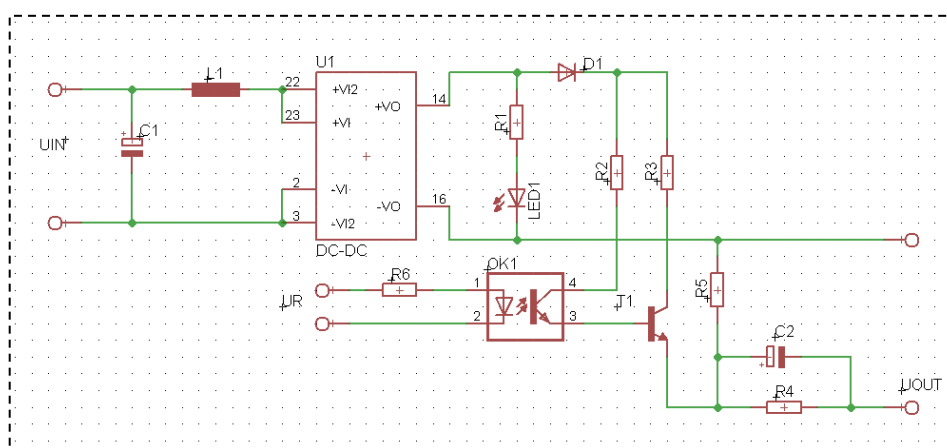 U1
L1
D1
22
+VI2
14
+VO
23
+VI
R1
C1
UIN
R2
R3
2
-VI
LED1
16
-VO
3
-VI2
DC-DC
OK1
R6
1
4
R5
UR
T1
2
3
C2
UOUT
R4